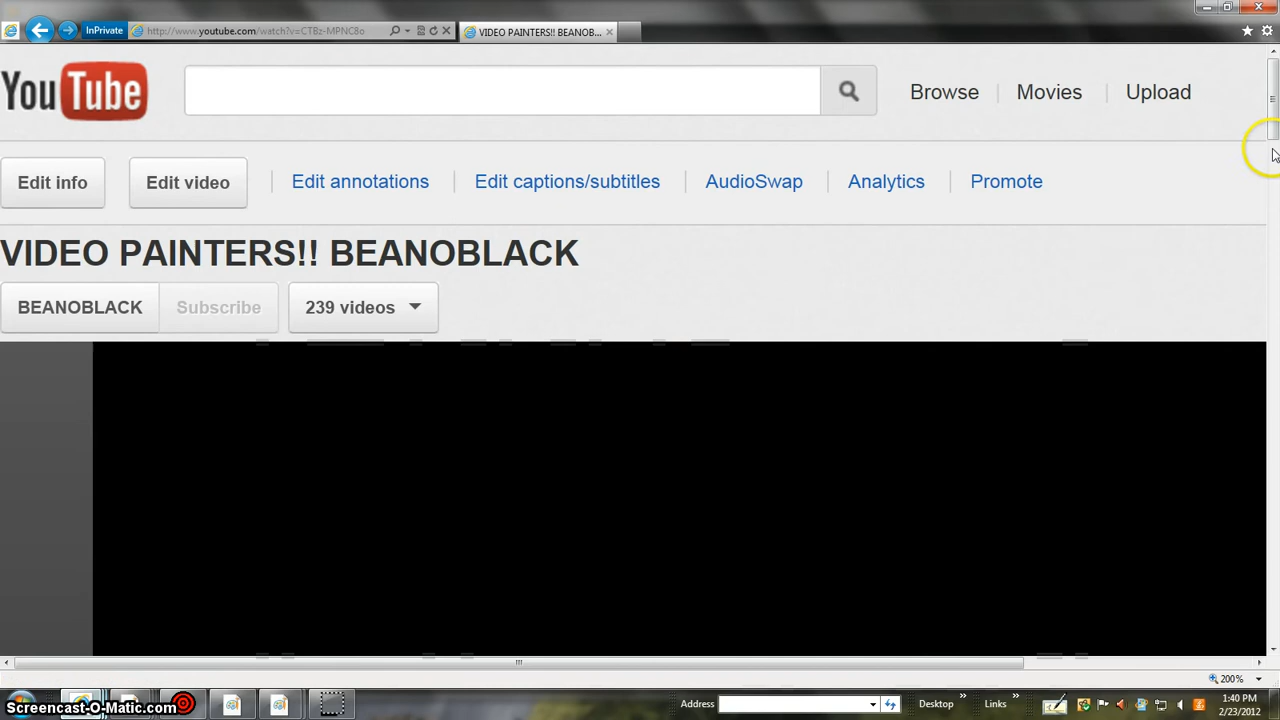 InPrivate http://www.youtube.com/watch?v=CTBz-MPNC8o VIDEO PAINTERS!! BEANOB...
YouTube Browse Movies Upload
Edit info Edit video Edit annotations Edit captions/subtitles AudioSwap Analytics Promote
VIDEO PAINTERS!! BEANOBLACK
BEANOBLACK Subscribe 239 videos
200%
Screencast-O-Matic.com Address Desktop » Links » 1:40 PM
2/23/2012